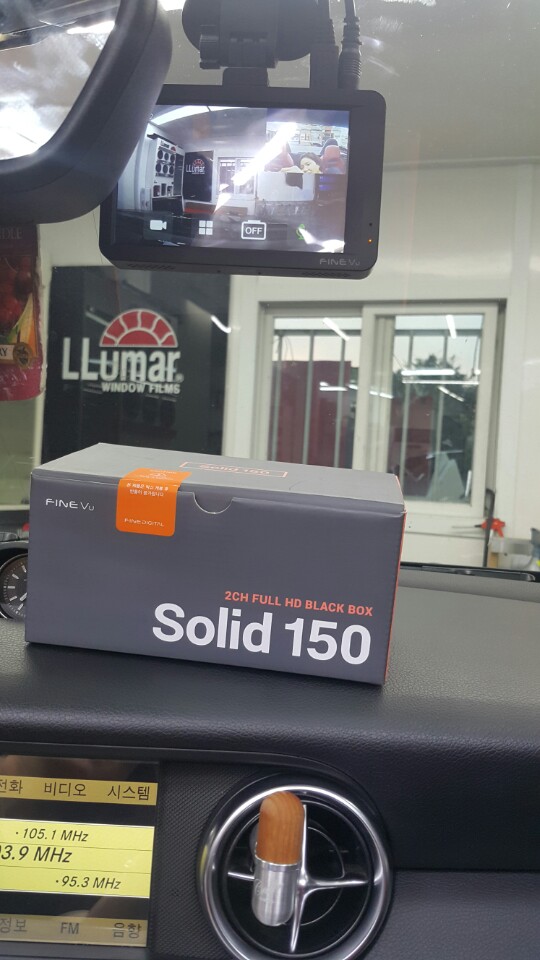 LLumar
OFF
FINE Vu
LLumar
WINDOW FILMS
Solid 150
FINE Vu
FINE DIGITAL
2CH FULL HD BLACK BOX
Solid 150
전화 비디오 시스템
·105.1 MHz
03.9 MHz
·95.3 MHz
정보 FM 음향